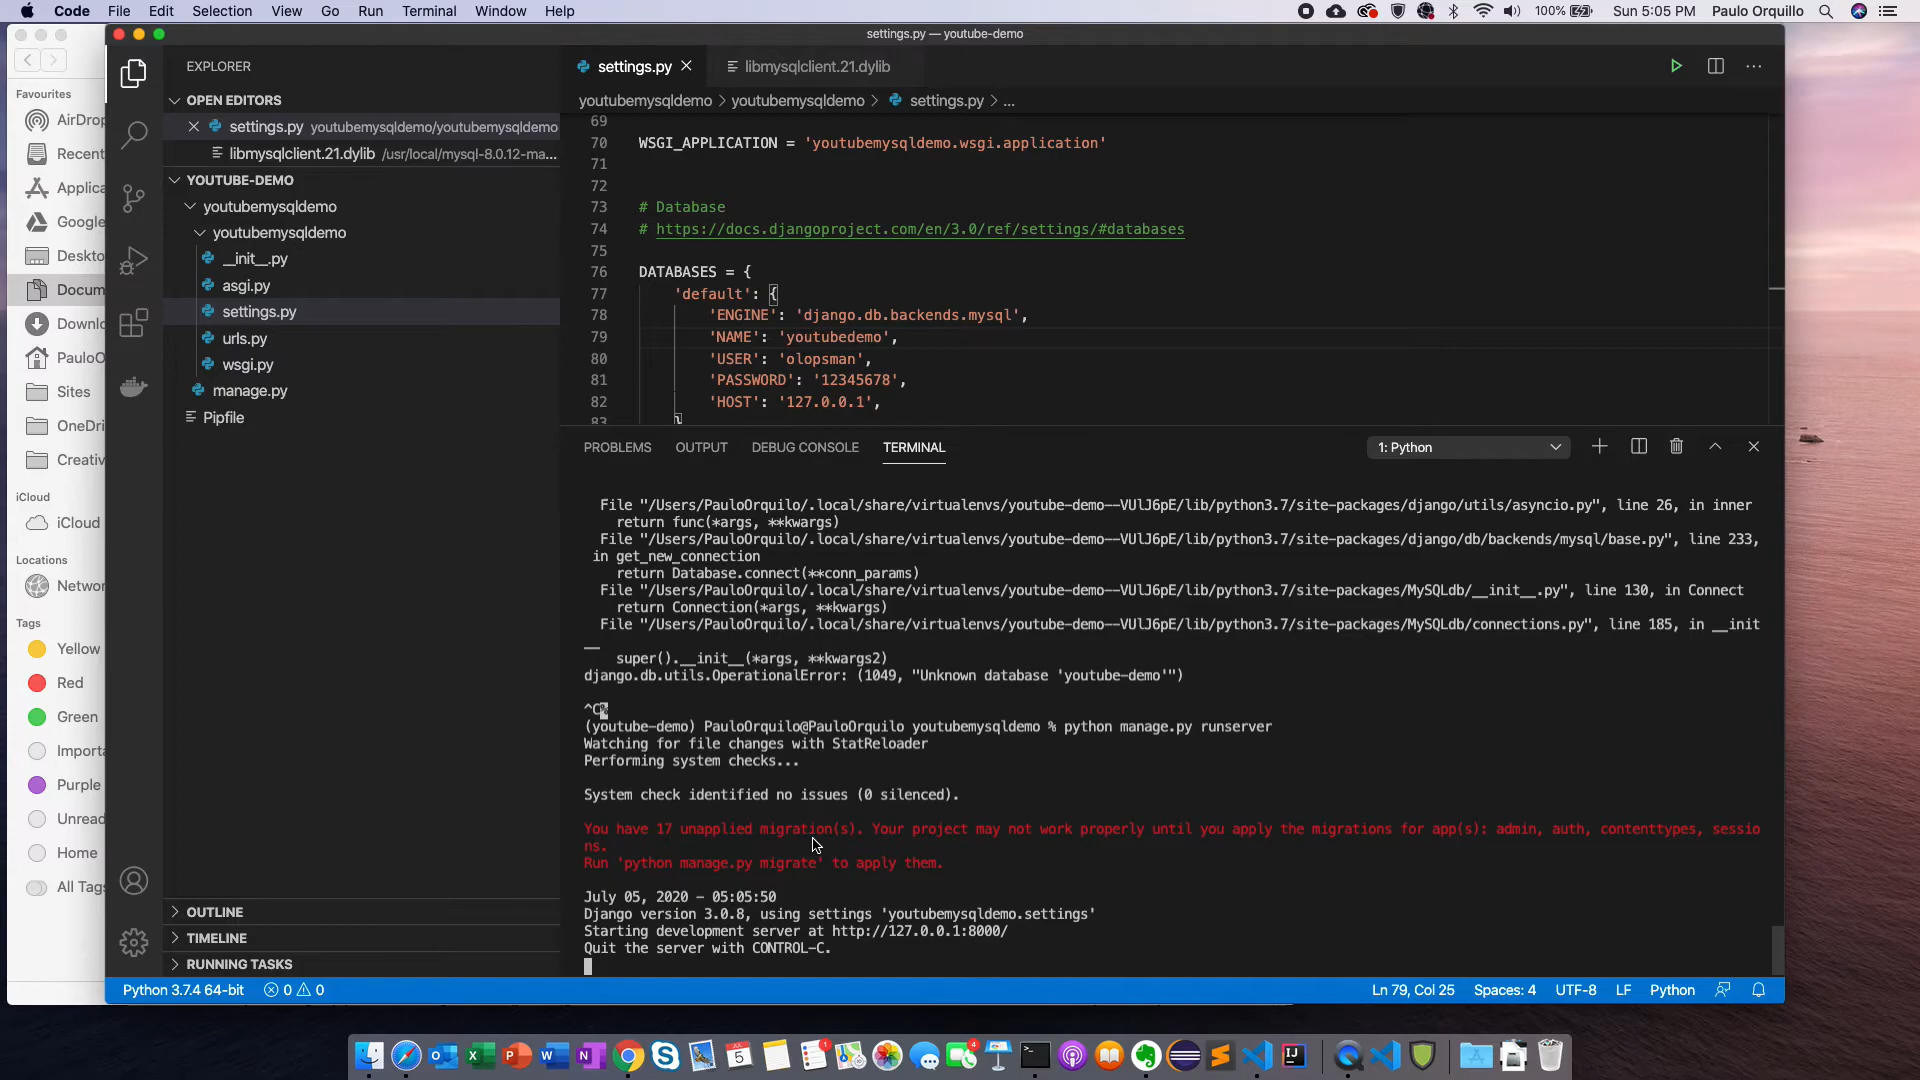 Code File Edit Selection View Go Run Terminal Window Help
100% Sun 5:05 PM Paulo Orquillo
settings.py — youtube-demo
Favourites
AirDrop
Recent
Applica
Google
Deskto
Docum
Downlo
PauloO
Sites
OneDri
Creativ
iCloud
iCloud
Locations
Networ
Tags
Yellow
Red
Green
Importa
Purple
Unread
Home
All Tags
EXPLORER
OPEN EDITORS
settings.py youtubemysqldemo/youtubemysqldemo
libmysqlclient.21.dylib /usr/local/mysql-8.0.12-ma...
YOUTUBE-DEMO
youtubemysqldemo
youtubemysqldemo
__init__.py
asgi.py
settings.py
urls.py
wsgi.py
manage.py
Pipfile
OUTLINE
TIMELINE
RUNNING TASKS
settings.py libmysqlclient.21.dylib
youtubemysqldemo > youtubemysqldemo > settings.py > ...
69
70 WSGI_APPLICATION = 'youtubemysqldemo.wsgi.application'
71
72
73 # Database
74 # https://docs.djangoproject.com/en/3.0/ref/settings/#databases
75
76 DATABASES = {
77 'default': {
78 'ENGINE': 'django.db.backends.mysql',
79 'NAME': 'youtubedemo',
80 'USER': 'olopsman',
81 'PASSWORD': '12345678',
82 'HOST': '127.0.0.1',
83 }
PROBLEMS OUTPUT DEBUG CONSOLE TERMINAL 1: Python
File "/Users/PauloOrquilo/.local/share/virtualenvs/youtube-demo--VUlJ6pE/lib/python3.7/site-packages/django/utils/asyncio.py", line 26, in inner
return func(*args, **kwargs)
File "/Users/PauloOrquilo/.local/share/virtualenvs/youtube-demo--VUlJ6pE/lib/python3.7/site-packages/django/db/backends/mysql/base.py", line 233,
in get_new_connection
return Database.connect(**conn_params)
File "/Users/PauloOrquilo/.local/share/virtualenvs/youtube-demo--VUlJ6pE/lib/python3.7/site-packages/MySQLdb/__init__.py", line 130, in Connect
return Connection(*args, **kwargs)
File "/Users/PauloOrquilo/.local/share/virtualenvs/youtube-demo--VUlJ6pE/lib/python3.7/site-packages/MySQLdb/connections.py", line 185, in __init
__
super().__init__(*args, **kwargs2)
django.db.utils.OperationalError: (1049, "Unknown database 'youtube-demo'")
^C%
(youtube-demo) PauloOrquilo@PauloOrquilo youtubemysqldemo % python manage.py runserver
Watching for file changes with StatReloader
Performing system checks...
System check identified no issues (0 silenced).
You have 17 unapplied migration(s). Your project may not work properly until you apply the migrations for app(s): admin, auth, contenttypes, sessio
ns.
Run 'python manage.py migrate' to apply them.
July 05, 2020 - 05:05:50
Django version 3.0.8, using settings 'youtubemysqldemo.settings'
Starting development server at http://127.0.0.1:8000/
Quit the server with CONTROL-C.
Python 3.7.4 64-bit 0 0 Ln 79, Col 25 Spaces: 4 UTF-8 LF Python